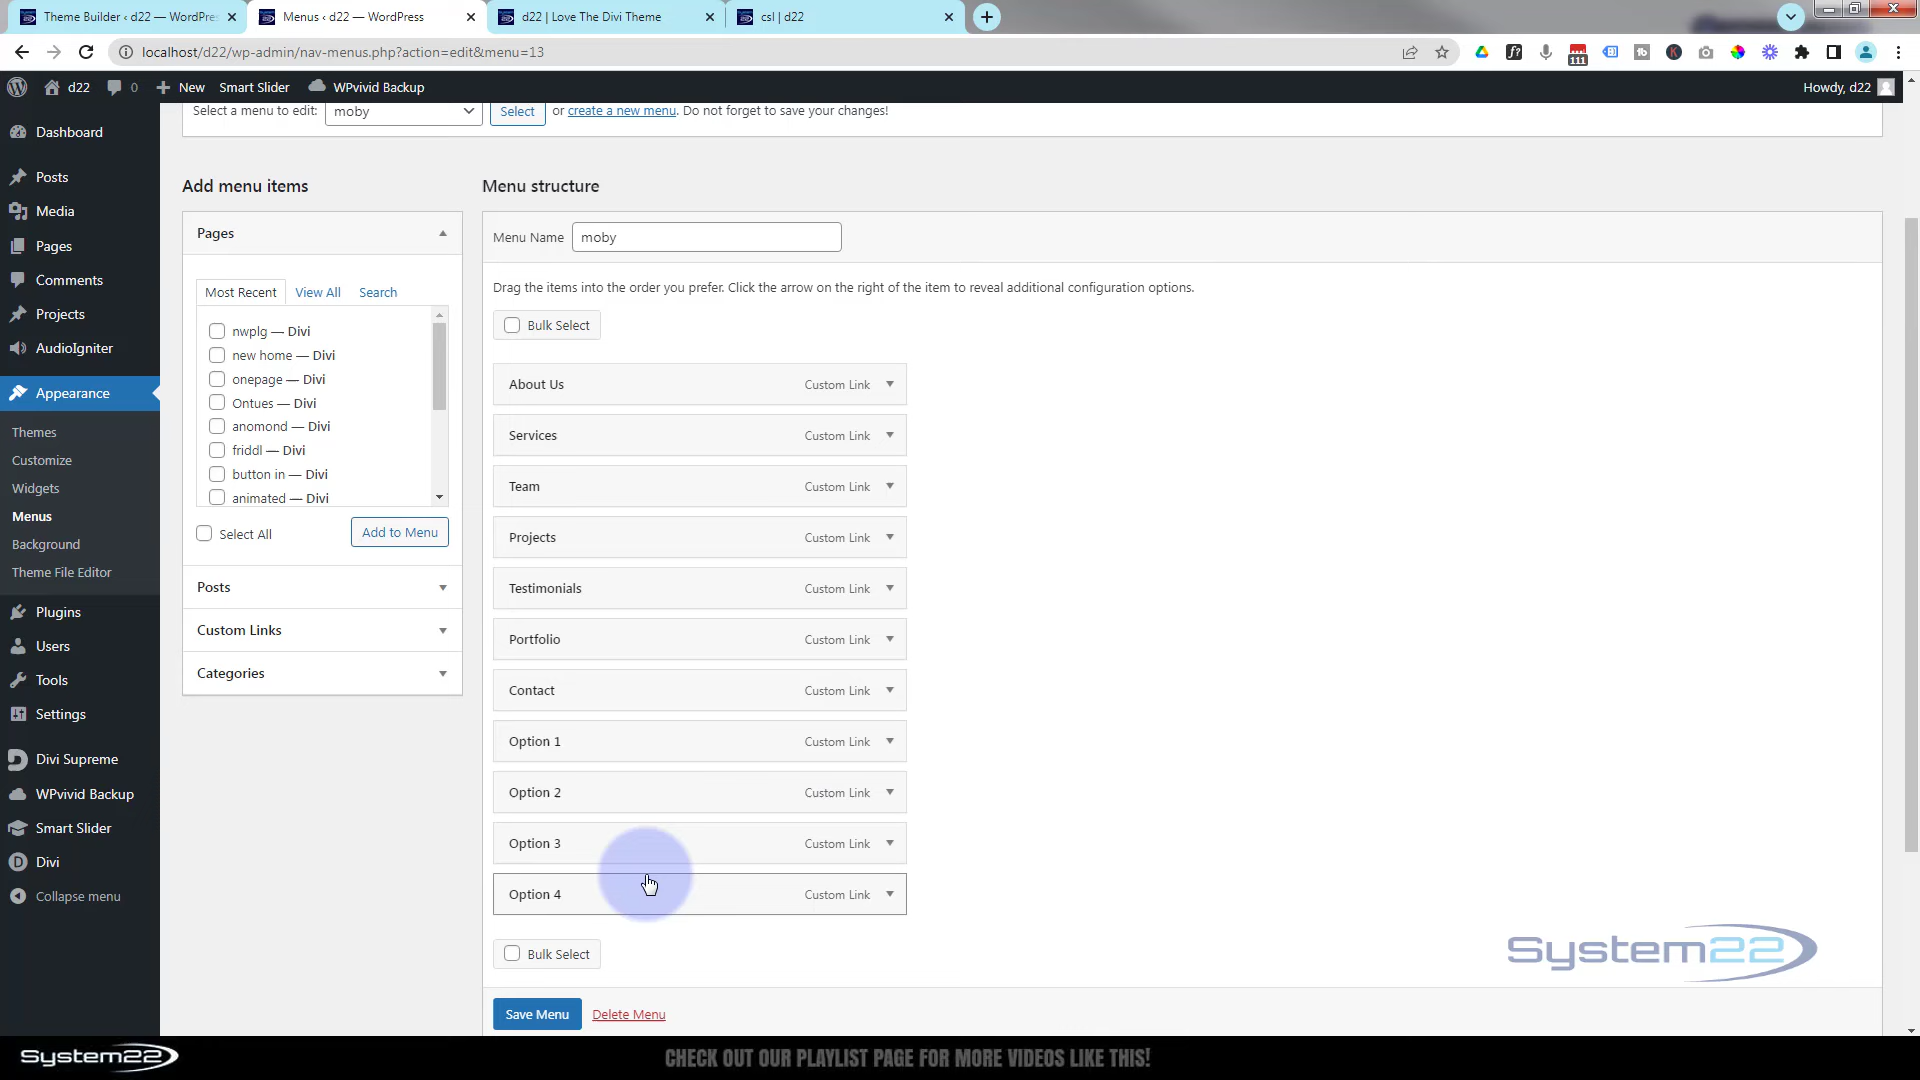 Theme Builder ‹ d22 — WordPres
Menus ‹ d22 — WordPress
d22 | Love The Divi Theme
csl | d22
localhost/d22/wp-admin/nav-menus.php?action=edit&menu=13
111
d22
0
New
Smart Slider
WPvivid Backup
Howdy, d22
Select a menu to edit:
moby
Select
or create a new menu. Do not forget to save your changes!
Dashboard
Posts
Media
Pages
Comments
Projects
AudioIgniter
Appearance
Themes
Customize
Widgets
Menus
Background
Theme File Editor
Plugins
Users
Tools
Settings
Divi Supreme
WPvivid Backup
Smart Slider
Divi
Collapse menu
Add menu items
Pages
Most Recent
View All
Search
nwplg — Divi
new home — Divi
onepage — Divi
Ontues — Divi
anomond — Divi
friddl — Divi
button in — Divi
animated — Divi
Select All
Add to Menu
Posts
Custom Links
Categories
Menu structure
Menu Name
moby
Drag the items into the order you prefer. Click the arrow on the right of the item to reveal additional configuration options.
Bulk Select
About Us Custom Link
Services Custom Link
Team Custom Link
Projects Custom Link
Testimonials Custom Link
Portfolio Custom Link
Contact Custom Link
Option 1 Custom Link
Option 2 Custom Link
Option 3 Custom Link
Option 4 Custom Link
Bulk Select
Save Menu
Delete Menu
System22
System22
CHECK OUT OUR PLAYLIST PAGE FOR MORE VIDEOS LIKE THIS!